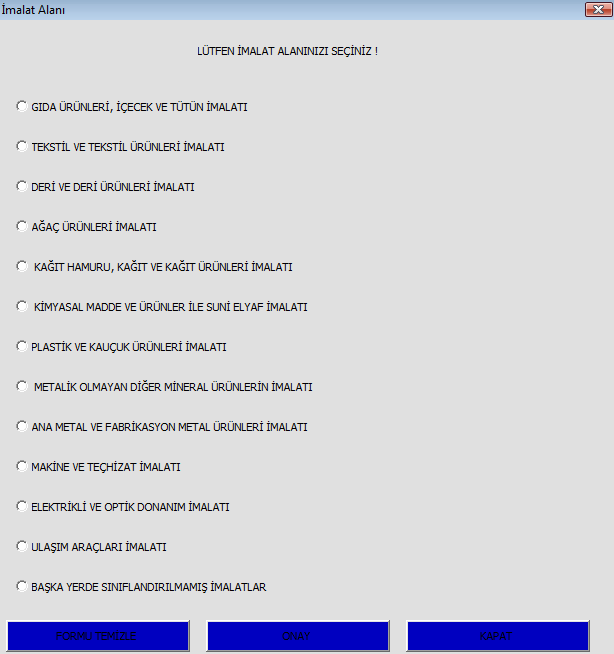 İmalat Alanı
LÜTFEN İMALAT ALANINIZI SEÇİNİZ !
GIDA ÜRÜNLERİ, İÇECEK VE TÜTÜN İMALATI
TEKSTİL VE TEKSTİL ÜRÜNLERİ İMALATI
DERİ VE DERİ ÜRÜNLERİ İMALATI
AĞAÇ ÜRÜNLERİ İMALATI
KAĞIT HAMURU, KAĞIT VE KAĞIT ÜRÜNLERİ İMALATI
KİMYASAL MADDE VE ÜRÜNLER İLE SUNİ ELYAF İMALATI
PLASTİK VE KAUÇUK ÜRÜNLERİ İMALATI
METALİK OLMAYAN DİĞER MİNERAL ÜRÜNLERİN İMALATI
ANA METAL VE FABRİKASYON METAL ÜRÜNLERİ İMALATI
MAKİNE VE TEÇHİZAT İMALATI
ELEKTRİKLİ VE OPTİK DONANIM İMALATI
ULAŞIM ARAÇLARI İMALATI
BAŞKA YERDE SINIFLANDIRILMAMIŞ İMALATLAR
FORMU TEMİZLE ONAY KAPAT